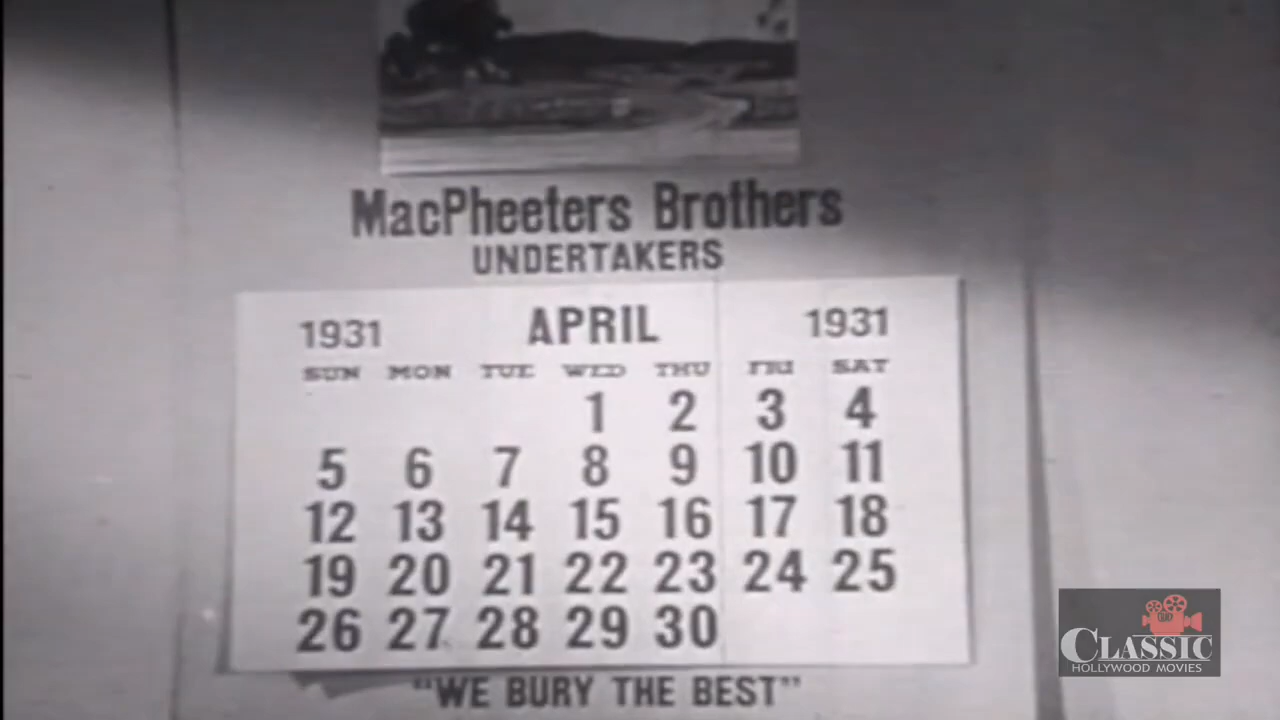 MacPheeters Brothers
UNDERTAKERS
1931 APRIL 1931
SUN MON TUE WED THU FRI SAT
1 2 3 4
5 6 7 8 9 10 11
12 13 14 15 16 17 18
19 20 21 22 23 24 25
26 27 28 29 30
"WE BURY THE BEST"
CLASSIC
HOLLYWOOD MOVIES